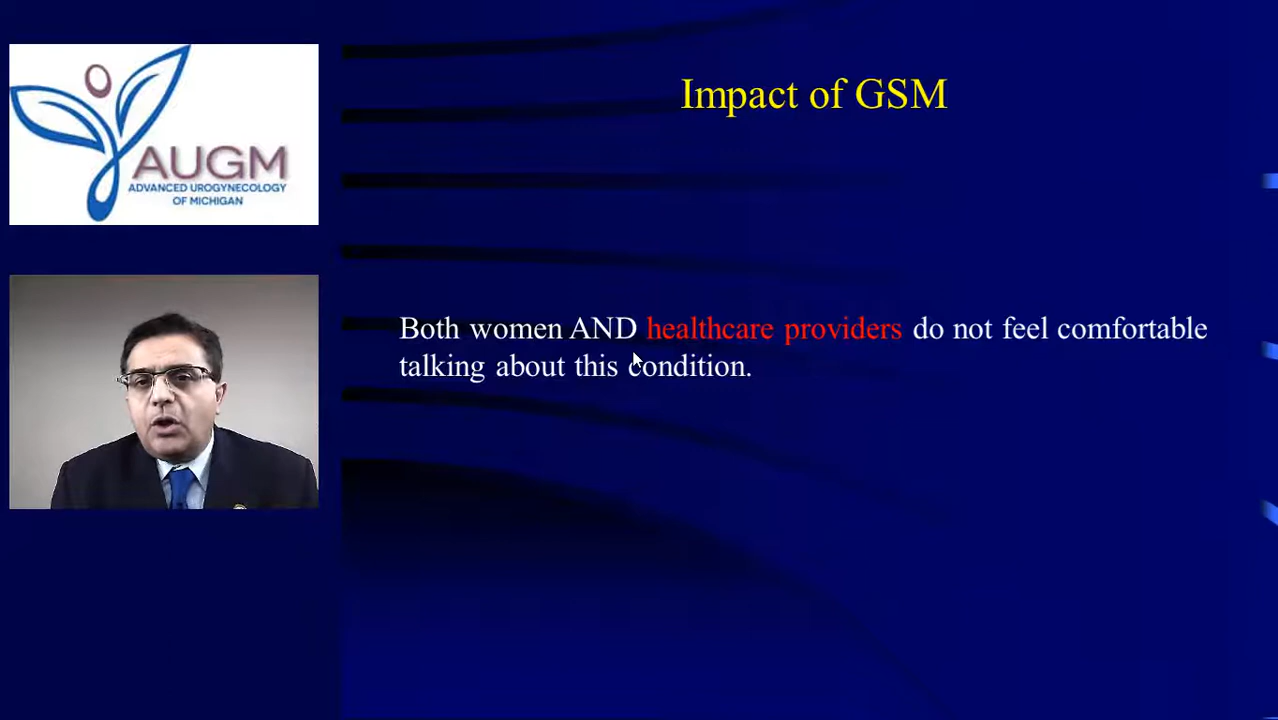 AUGM
ADVANCED UROGYNECOLOGY
OF MICHIGAN
Impact of GSM
Both women AND healthcare providers do not feel comfortable
talking about this condition.